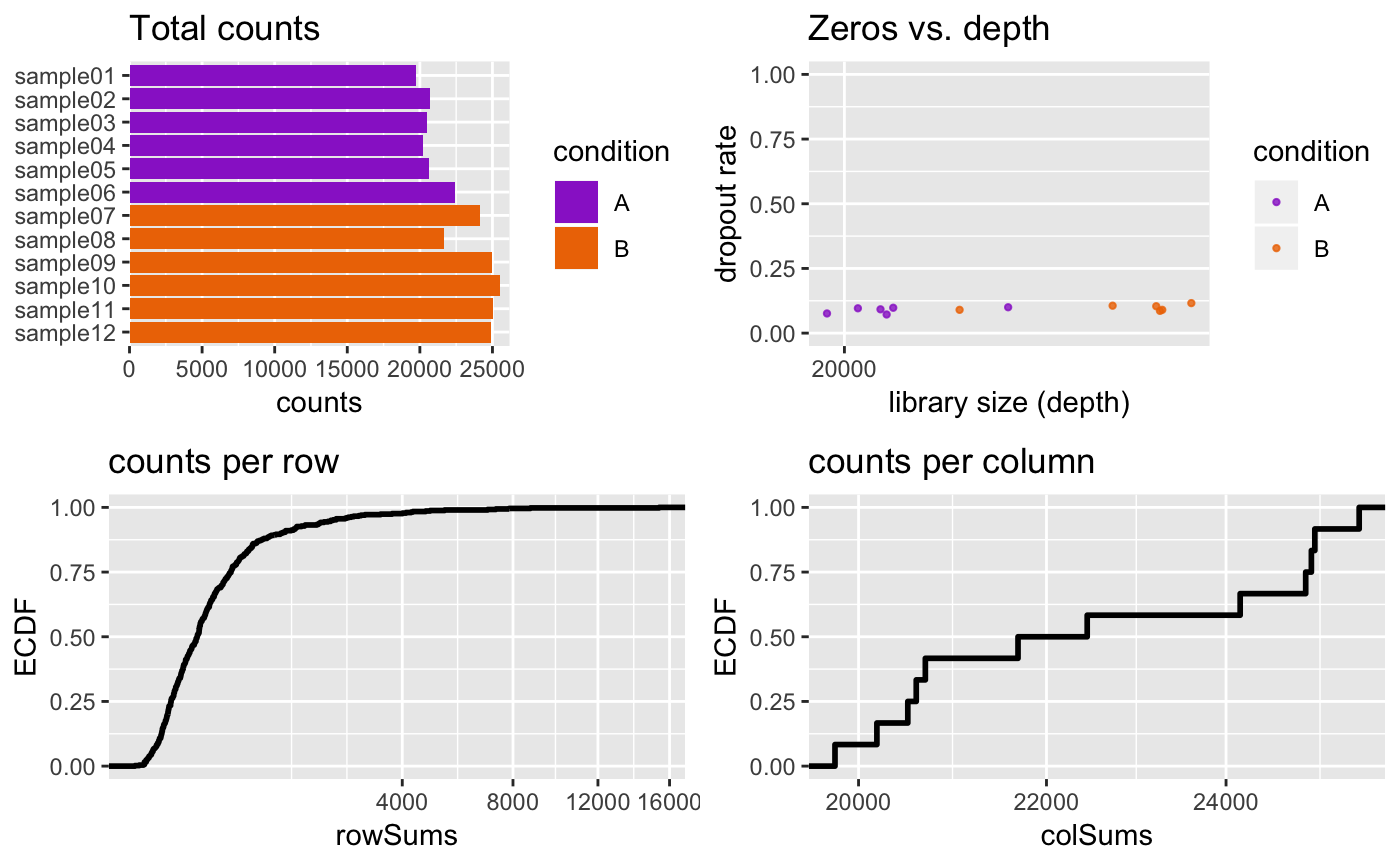 Total counts
sample01
sample02
sample03
sample04
sample05
sample06
sample07
sample08
sample09
sample10
sample11
sample12
0 5000 10000 15000 20000 25000
counts
condition
A
B
Zeros vs. depth
1.00
0.75
0.50
0.25
0.00
dropout rate
20000
library size (depth)
condition
A
B
counts per row
1.00
0.75
0.50
0.25
0.00
ECDF
4000 8000 12000 16000
rowSums
counts per column
1.00
0.75
0.50
0.25
0.00
ECDF
20000 22000 24000
colSums